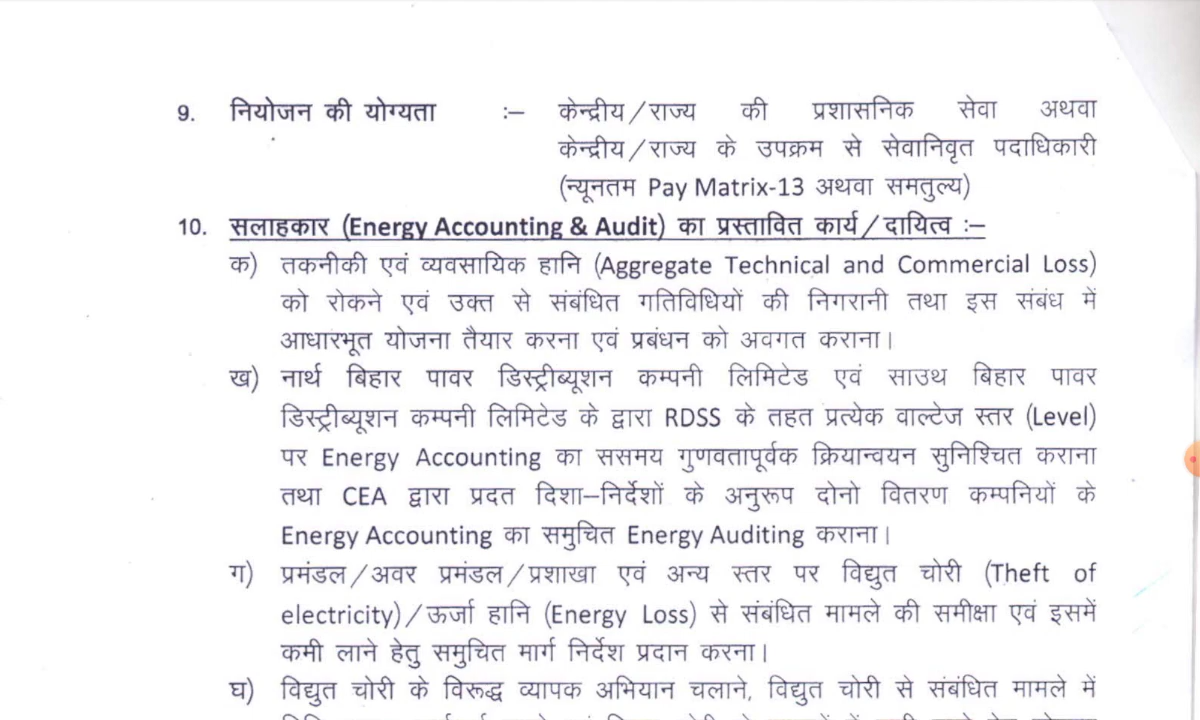 9. नियोजन की योग्यता :– केन्द्रीय/राज्य की प्रशासनिक सेवा अथवा
केन्द्रीय/राज्य के उपक्रम से सेवानिवृत पदाधिकारी
(न्यूनतम Pay Matrix-13 अथवा समतुल्य)
10. सलाहकार (Energy Accounting & Audit) का प्रस्तावित कार्य/दायित्व :–
क) तकनीकी एवं व्यवसायिक हानि (Aggregate Technical and Commercial Loss)
को रोकने एवं उक्त से संबंधित गतिविधियों की निगरानी तथा इस संबंध में
आधारभूत योजना तैयार करना एवं प्रबंधन को अवगत कराना।
ख) नार्थ बिहार पावर डिस्ट्रीब्यूशन कम्पनी लिमिटेड एवं साउथ बिहार पावर
डिस्ट्रीब्यूशन कम्पनी लिमिटेड के द्वारा RDSS के तहत प्रत्येक वाल्टेज स्तर (Level)
पर Energy Accounting का ससमय गुणवतापूर्वक क्रियान्वयन सुनिश्चित कराना
तथा CEA द्वारा प्रदत दिशा–निर्देशों के अनुरूप दोनो वितरण कम्पनियों के
Energy Accounting का समुचित Energy Auditing कराना।
ग) प्रमंडल/अवर प्रमंडल/प्रशाखा एवं अन्य स्तर पर विद्युत चोरी (Theft of
electricity)/ऊर्जा हानि (Energy Loss) से संबंधित मामले की समीक्षा एवं इसमें
कमी लाने हेतु समुचित मार्ग निर्देश प्रदान करना।
घ) विद्युत चोरी के विरूद्ध व्यापक अभियान चलाने, विद्युत चोरी से संबंधित मामले में